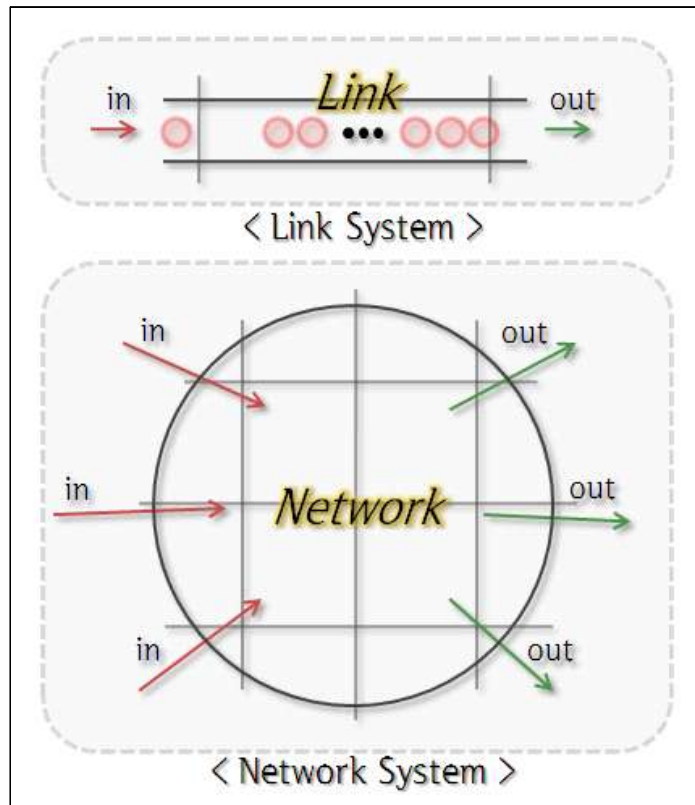 Link
in
out
< Link System >
in
out
in
Network
out
in
out
< Network System >